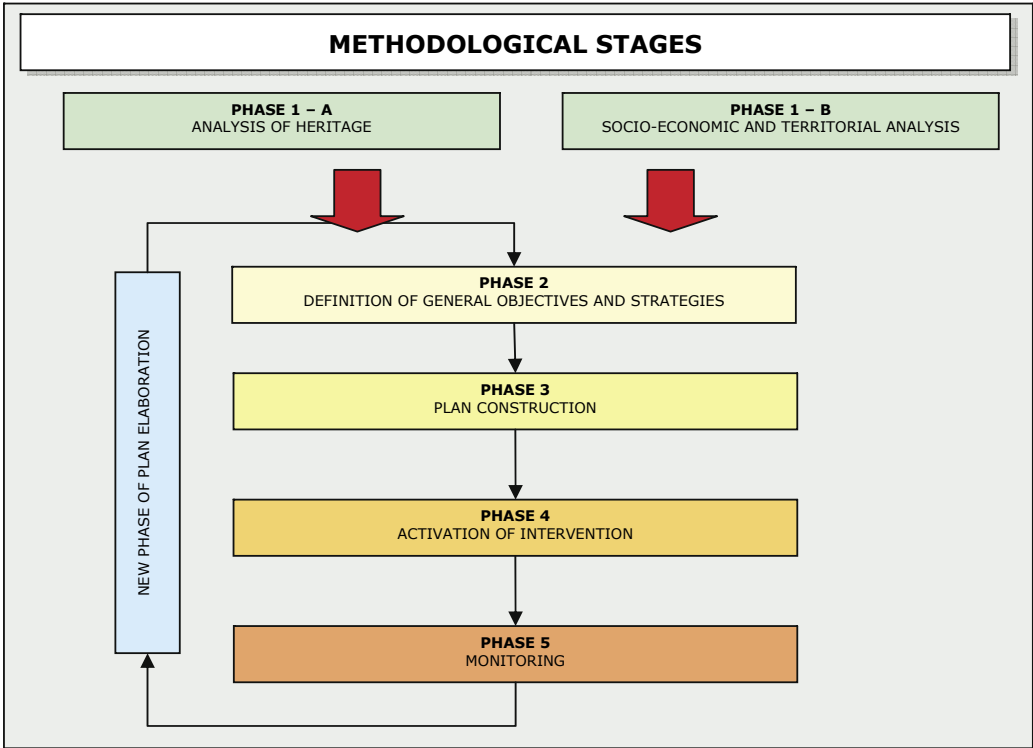 METHODOLOGICAL STAGES
PHASE 1 – A
ANALYSIS OF HERITAGE
PHASE 1 – B
SOCIO-ECONOMIC AND TERRITORIAL ANALYSIS
PHASE 2
DEFINITION OF GENERAL OBJECTIVES AND STRATEGIES
NEW PHASE OF PLAN ELABORATION
PHASE 3
PLAN CONSTRUCTION
PHASE 4
ACTIVATION OF INTERVENTION
PHASE 5
MONITORING